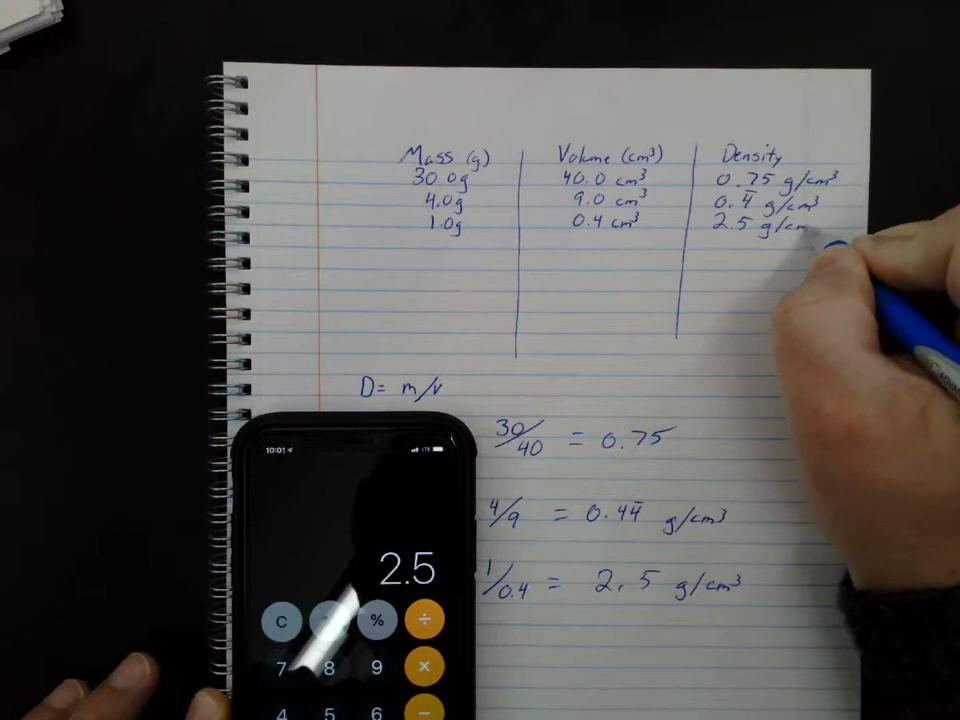 Mass (g) Volume (cm³) Density
30.0g 40.0 cm³ 0.75 g/cm³
4.0g 9.0 cm³ 0.4̅ g/cm³
1.0g 0.4 cm³ 2.5 g/cm
D= m/v
30/40 = 0.75
4/9 = 0.44̅ g/cm³
1/0.4 = 2.5 g/cm³
10:01 LTE
2.5
C % ÷
7 8 9 ×
4 5 6 −